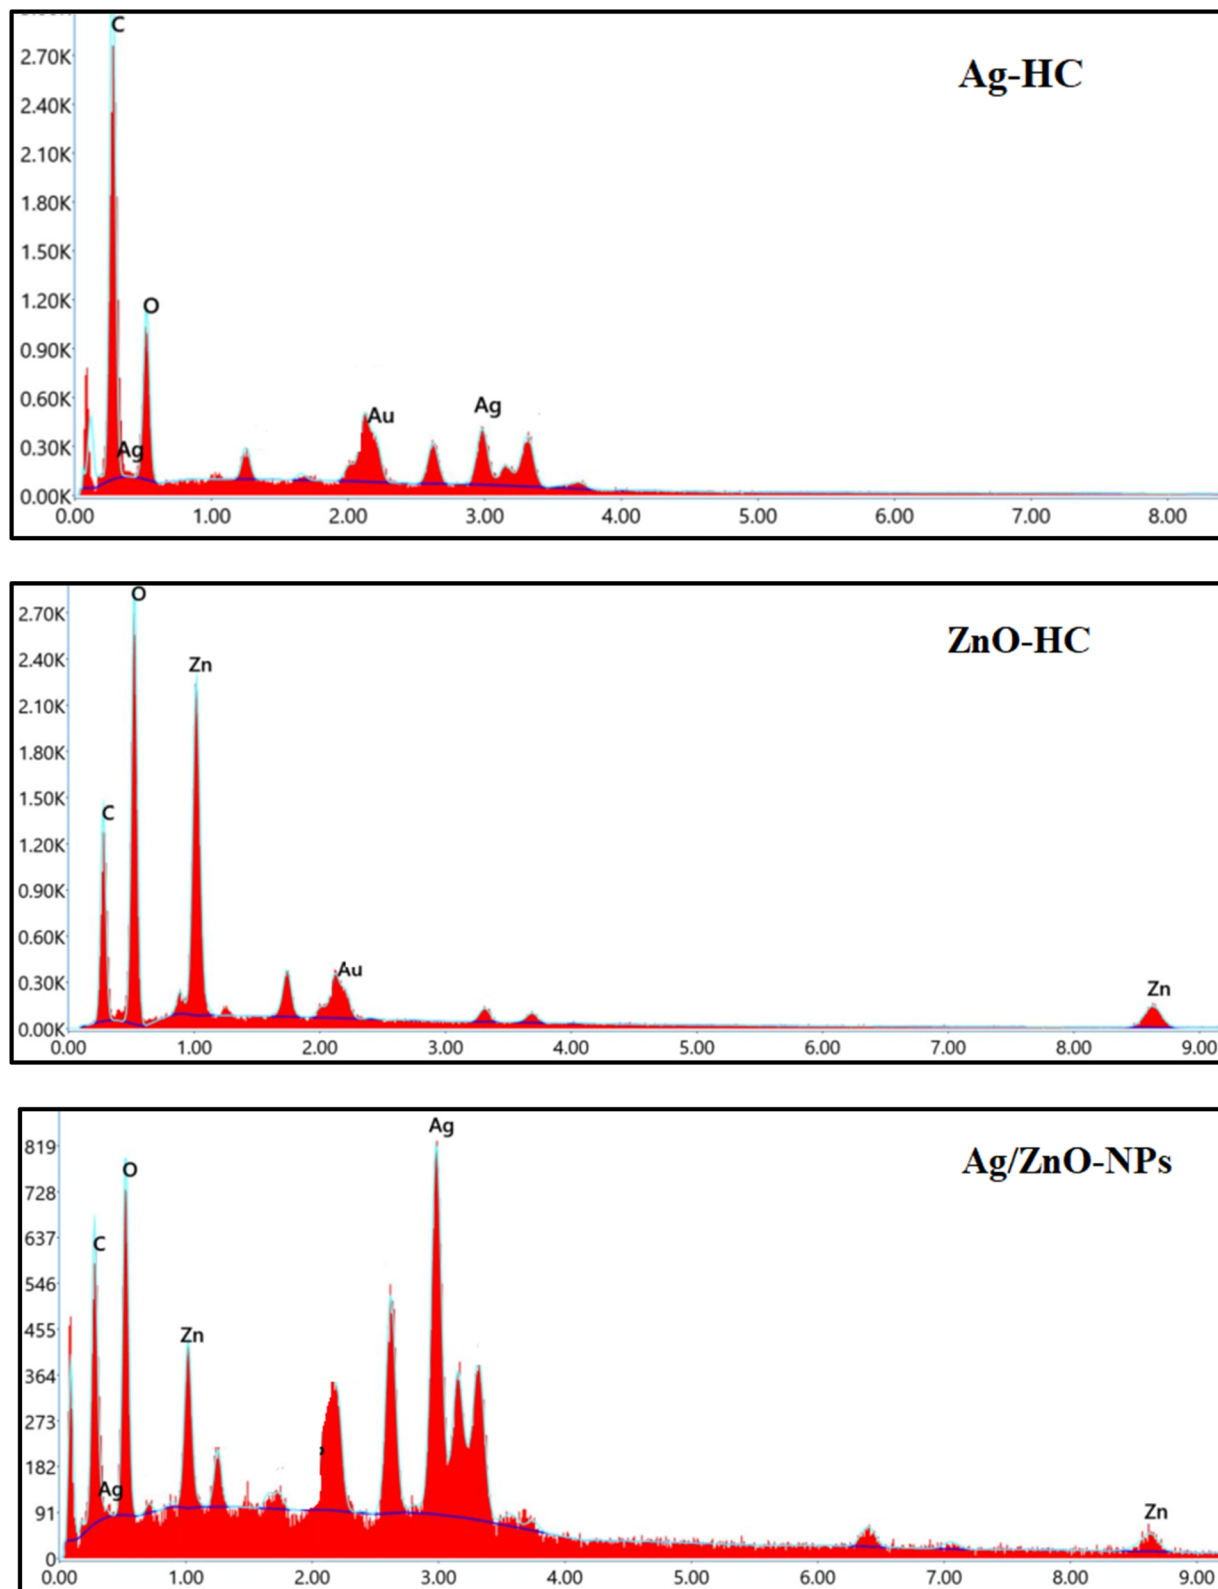 C
Ag-HC
2.70K
2.40K
2.10K
1.80K
1.50K
1.20K
O
0.90K
0.60K
Au
Ag
Ag
0.30K
0.00K
0.00 1.00 2.00 3.00 4.00 5.00 6.00 7.00 8.00
O
ZnO-HC
2.70K
Zn
2.40K
2.10K
1.80K
1.50K
C
1.20K
0.90K
0.60K
Au
0.30K
Zn
0.00K
0.00 1.00 2.00 3.00 4.00 5.00 6.00 7.00 8.00 9.00
Ag
Ag/ZnO-NPs
819
O
728
C
637
546
455
Zn
364
273
182
Ag
91
Zn
0
0.00 1.00 2.00 3.00 4.00 5.00 6.00 7.00 8.00 9.00